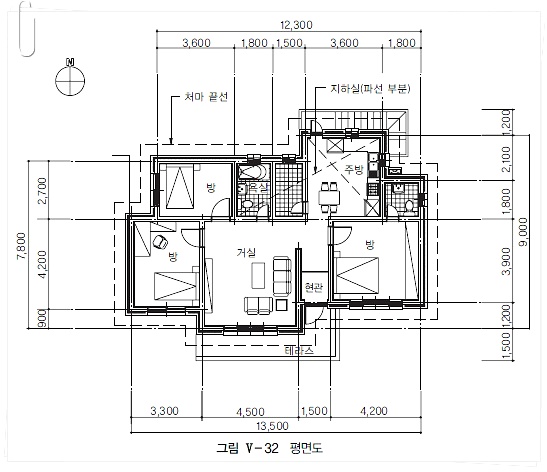 12,300
3,600 1,800 1,500 3,600 1,800
N
처마 끝선
지하실(파선 부분)
1,200
2,100
1,800
3,900
1,200
1,500
9,000
2,700
4,200
900
7,800
방
욕실
주방
방
거실
방
현관
테라스
3,300 4,500 1,500 4,200
13,500
그림 V-32 평면도